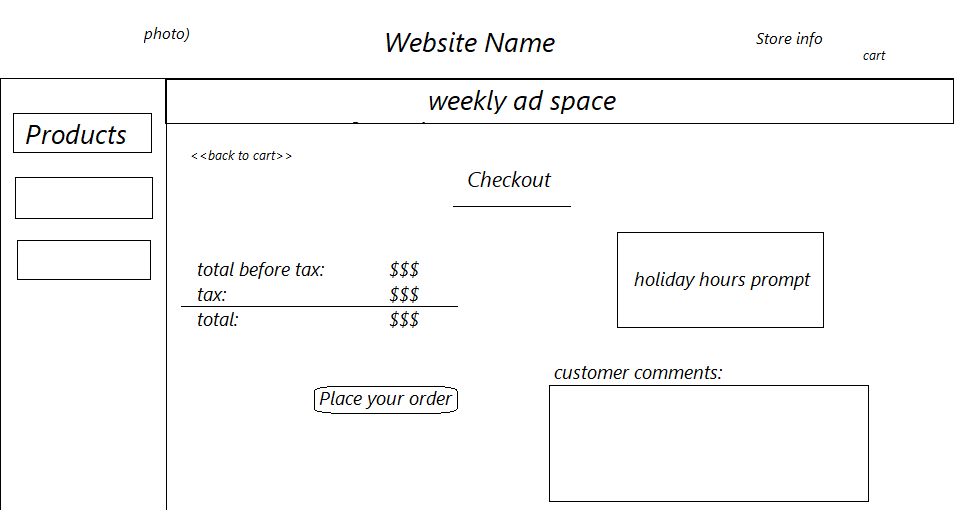 photo)
Website Name
Store info
cart
weekly ad space
Products
<<back to cart>>
Checkout
total before tax: $$$
tax: $$$
total: $$$
holiday hours prompt
customer comments:
Place your order